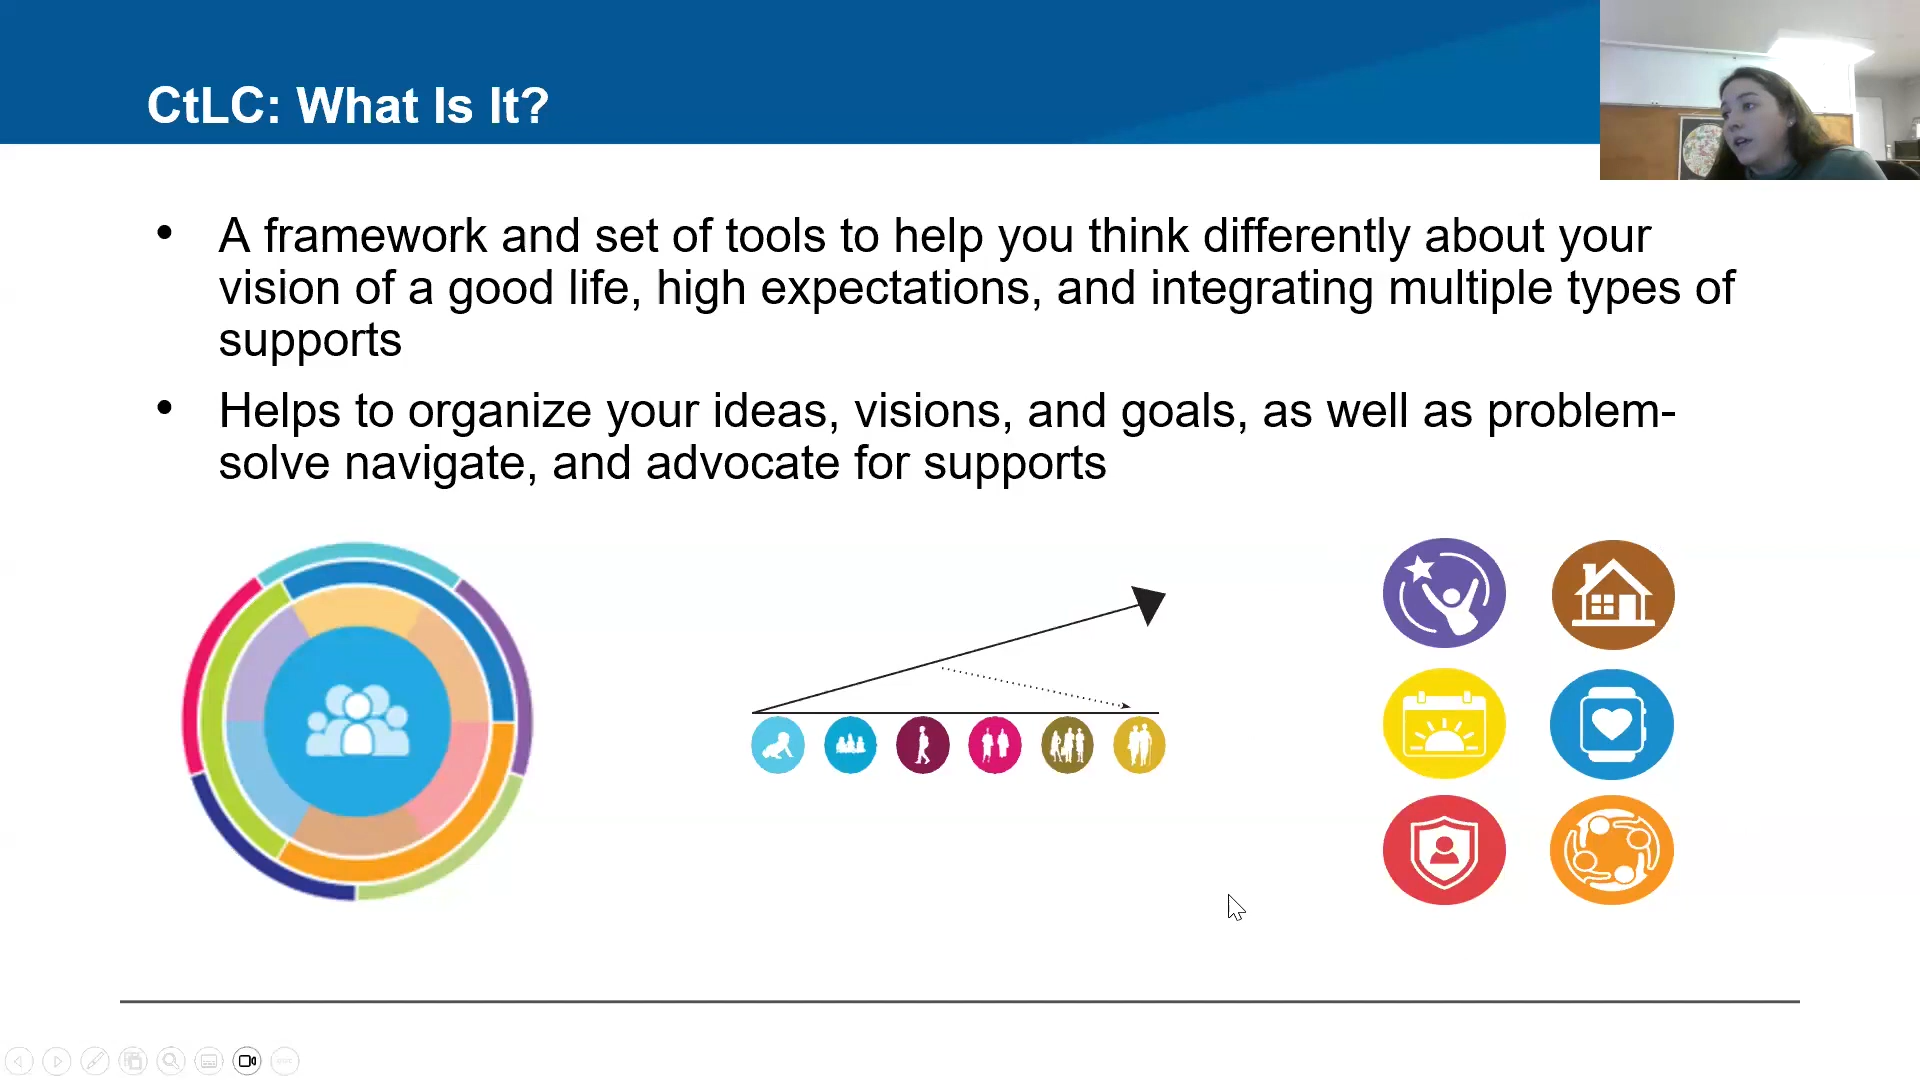 CtLC: What Is It?
• A framework and set of tools to help you think differently about your
vision of a good life, high expectations, and integrating multiple types of
supports
• Helps to organize your ideas, visions, and goals, as well as problem-
solve navigate, and advocate for supports